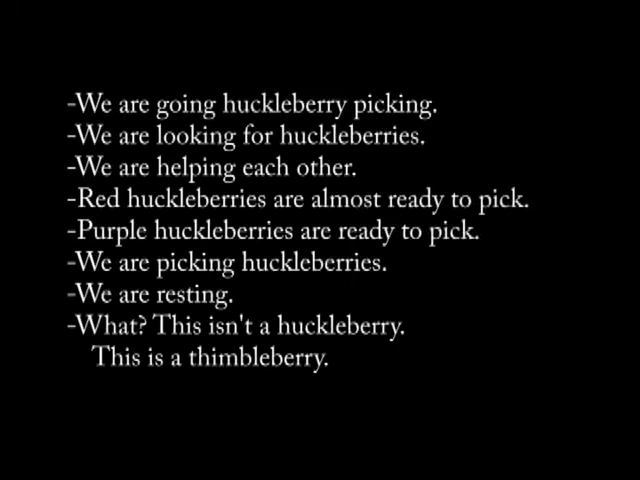 -We are going huckleberry picking.
-We are looking for huckleberries.
-We are helping each other.
-Red huckleberries are almost ready to pick.
-Purple huckleberries are ready to pick.
-We are picking huckleberries.
-We are resting.
-What? This isn't a huckleberry.
This is a thimbleberry.